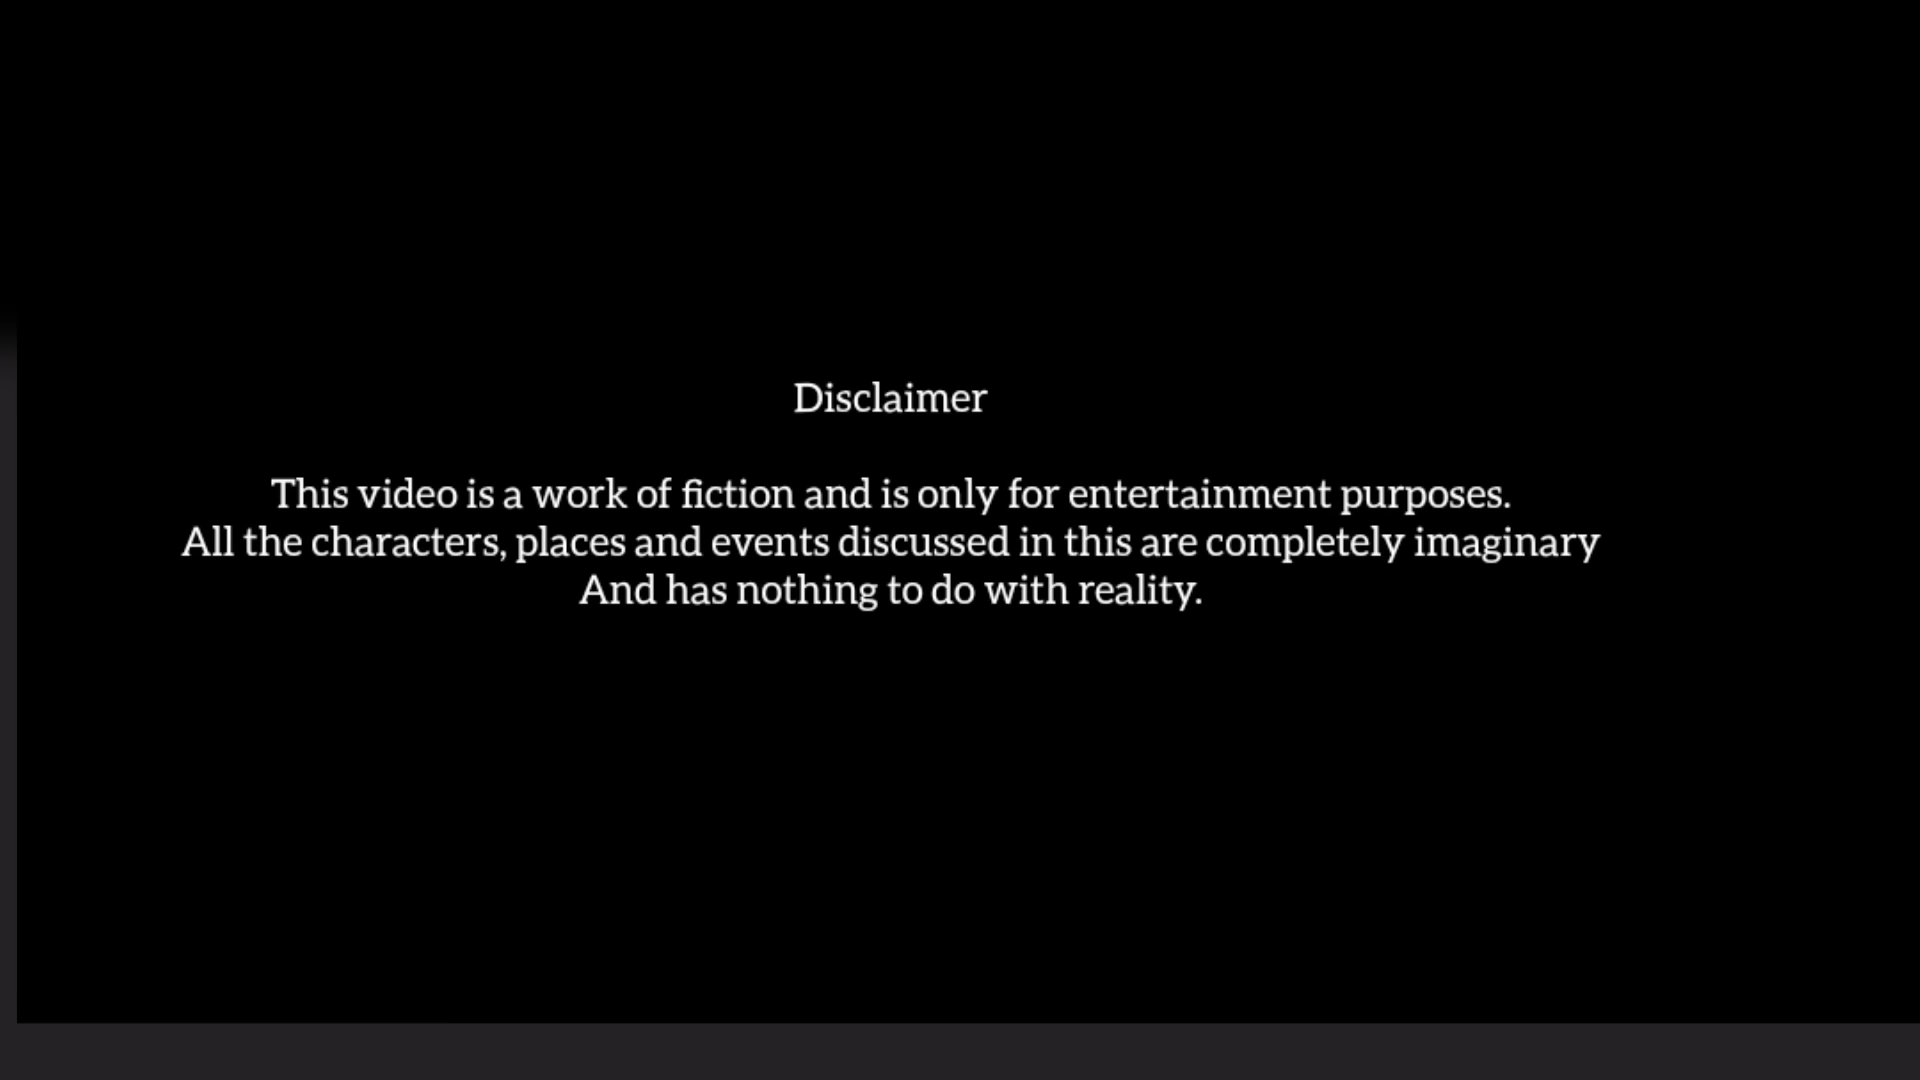 Disclaimer
This video is a work of fiction and is only for entertainment purposes.
All the characters, places and events discussed in this are completely imaginary
And has nothing to do with reality.